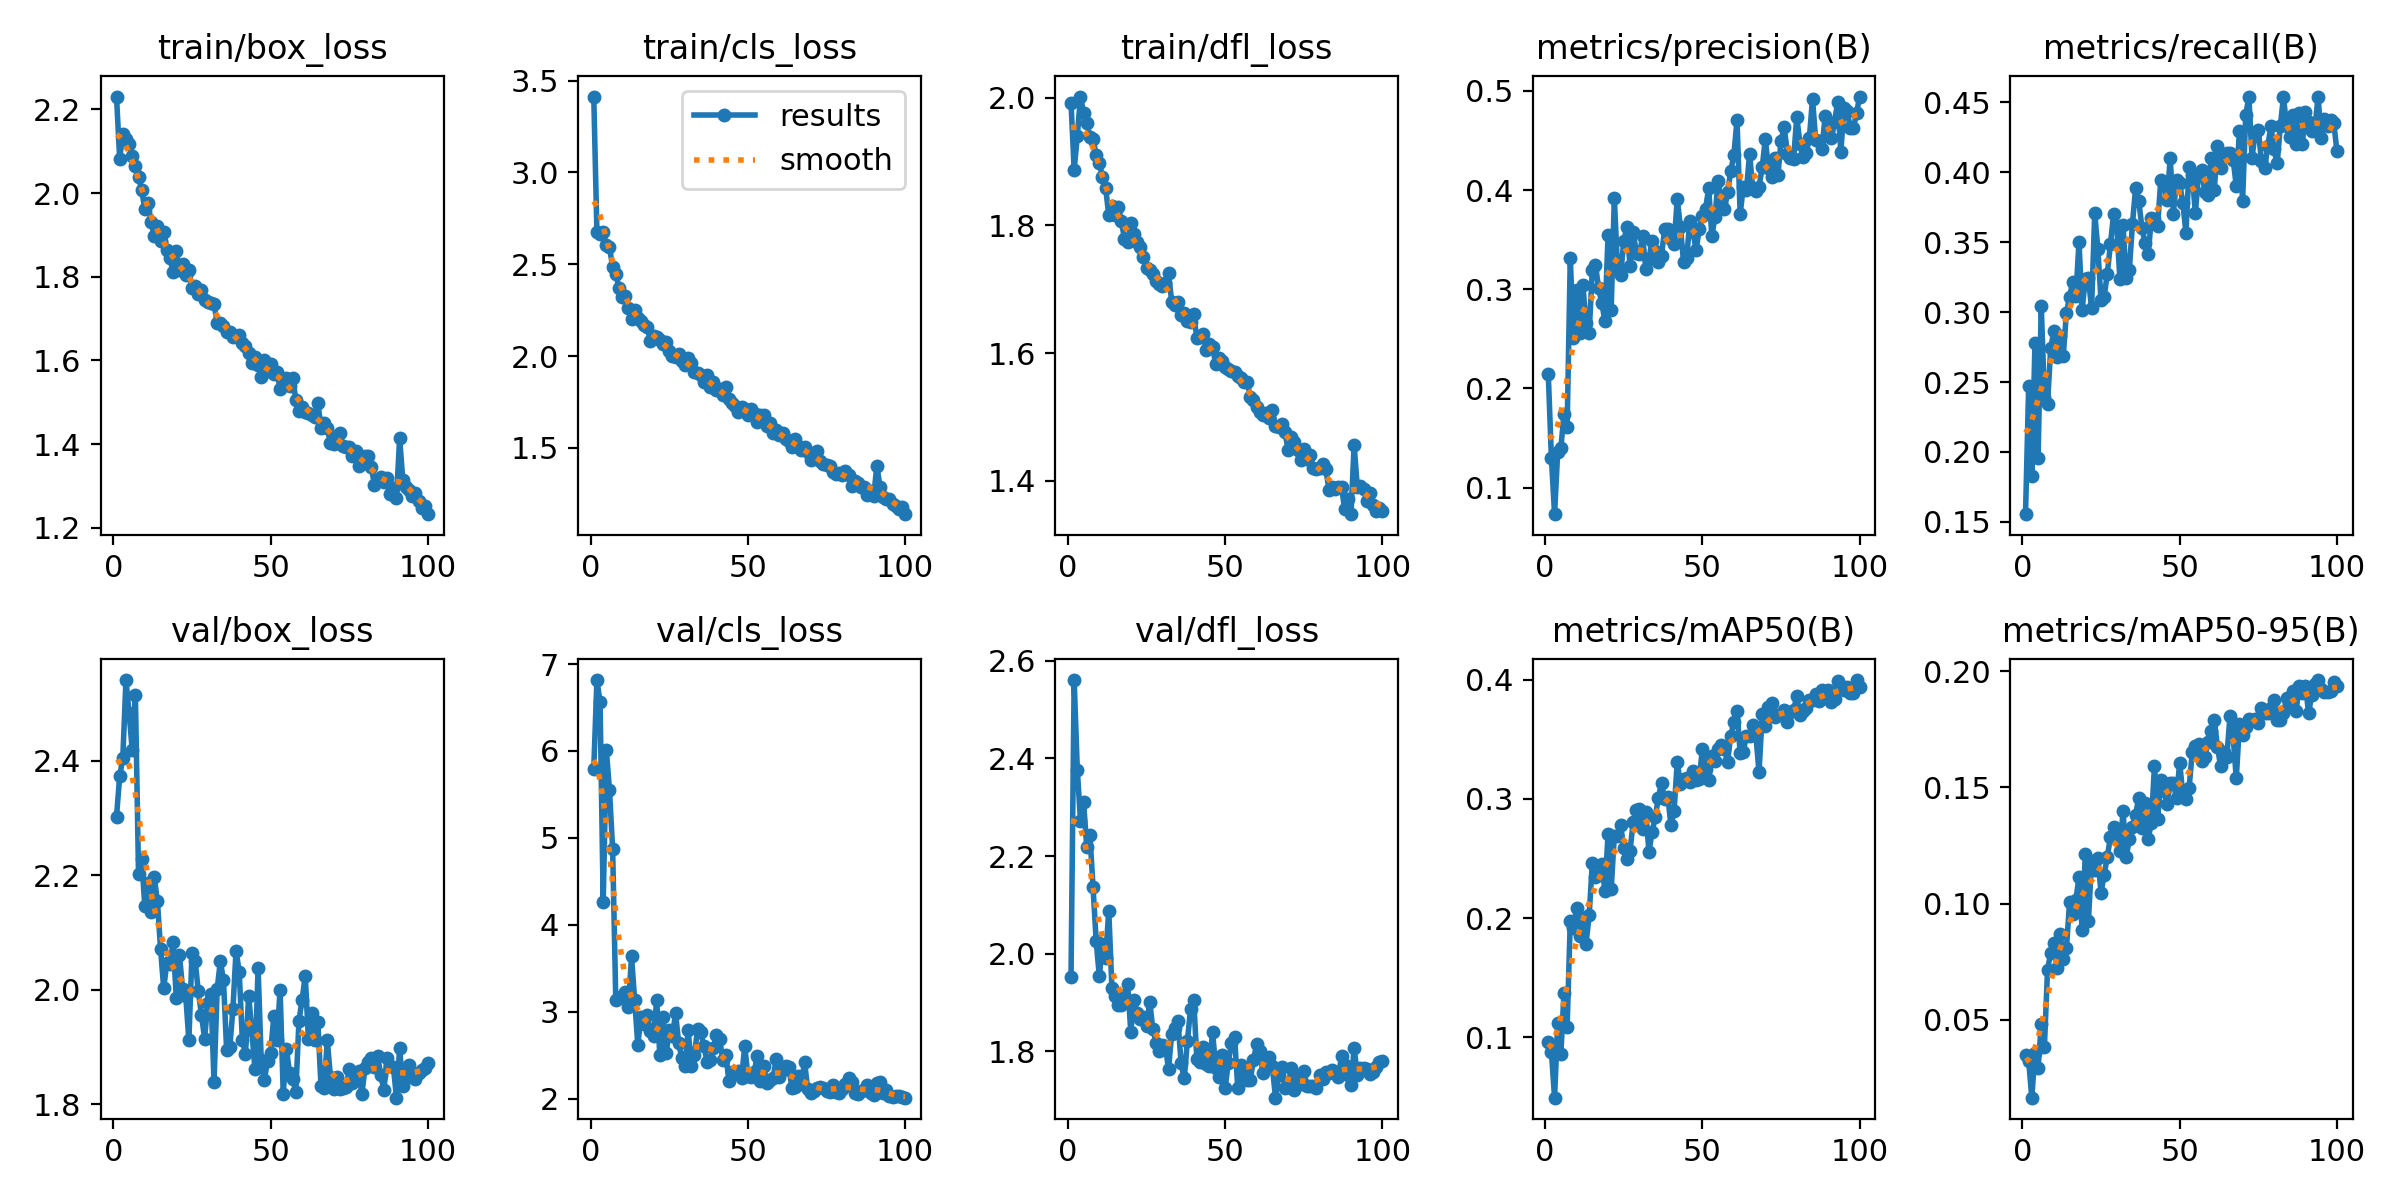 train/box_loss
2.2
2.0
1.8
1.6
1.4
1.2
0 50 100
train/cls_loss
3.5
3.0
2.5
2.0
1.5
results
smooth
0 50 100
train/dfl_loss
2.0
1.8
1.6
1.4
0 50 100
metrics/precision(B)
0.5
0.4
0.3
0.2
0.1
0 50 100
metrics/recall(B)
0.45
0.40
0.35
0.30
0.25
0.20
0.15
0 50 100
val/box_loss
2.4
2.2
2.0
1.8
0 50 100
val/cls_loss
7
6
5
4
3
2
0 50 100
val/dfl_loss
2.6
2.4
2.2
2.0
1.8
0 50 100
metrics/mAP50(B)
0.4
0.3
0.2
0.1
0 50 100
metrics/mAP50-95(B)
0.20
0.15
0.10
0.05
0 50 100